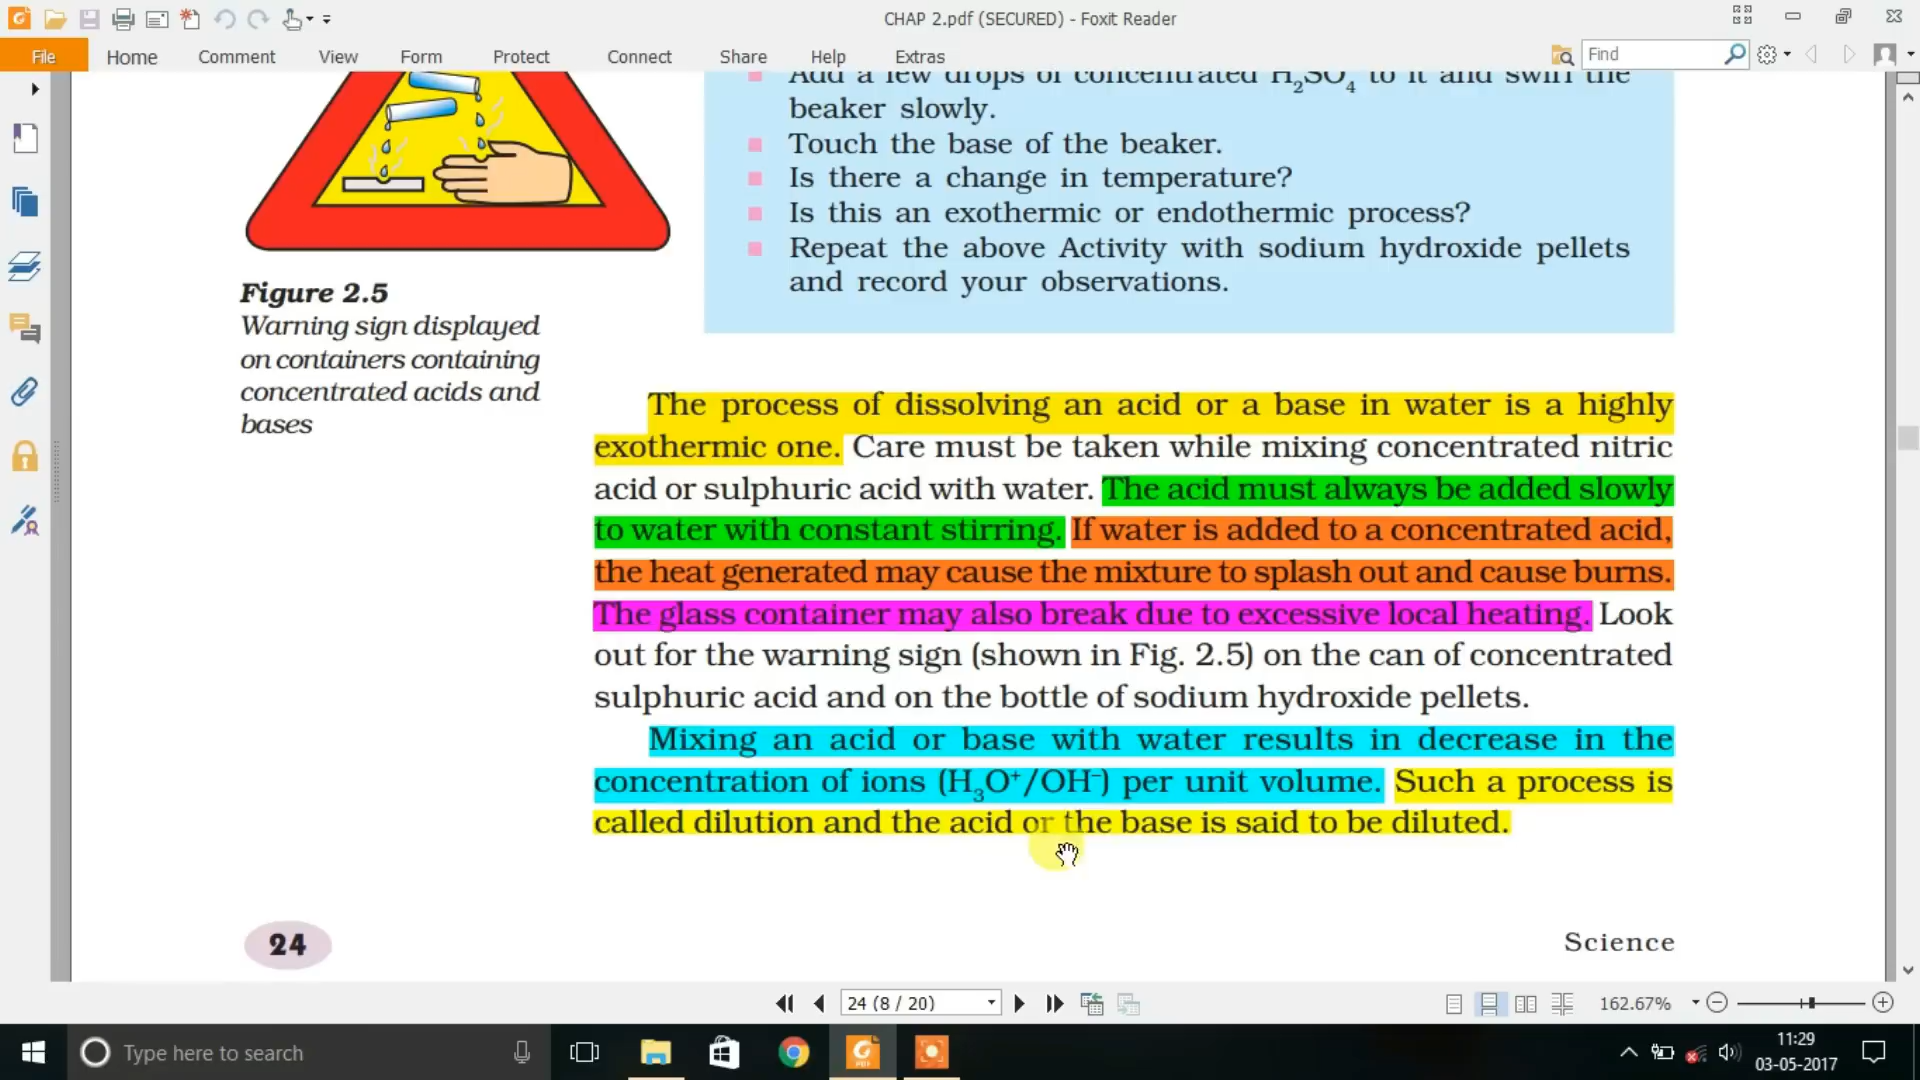 CHAP 2.pdf (SECURED) - Foxit Reader
File Home Comment View Form Protect Connect Share Help Extras Find
Add a few drops of concentrated H₂SO₄ to it and swirl the
beaker slowly.
Touch the base of the beaker.
Is there a change in temperature?
Is this an exothermic or endothermic process?
Repeat the above Activity with sodium hydroxide pellets
and record your observations.
Figure 2.5
Warning sign displayed
on containers containing
concentrated acids and
bases
The process of dissolving an acid or a base in water is a highly
exothermic one. Care must be taken while mixing concentrated nitric
acid or sulphuric acid with water. The acid must always be added slowly
to water with constant stirring. If water is added to a concentrated acid,
the heat generated may cause the mixture to splash out and cause burns.
The glass container may also break due to excessive local heating. Look
out for the warning sign (shown in Fig. 2.5) on the can of concentrated
sulphuric acid and on the bottle of sodium hydroxide pellets.
Mixing an acid or base with water results in decrease in the
concentration of ions (H₃O⁺/OH⁻) per unit volume. Such a process is
called dilution and the acid or the base is said to be diluted.
24
Science
24 (8 / 20)
162.67%
Type here to search
11:29
03-05-2017